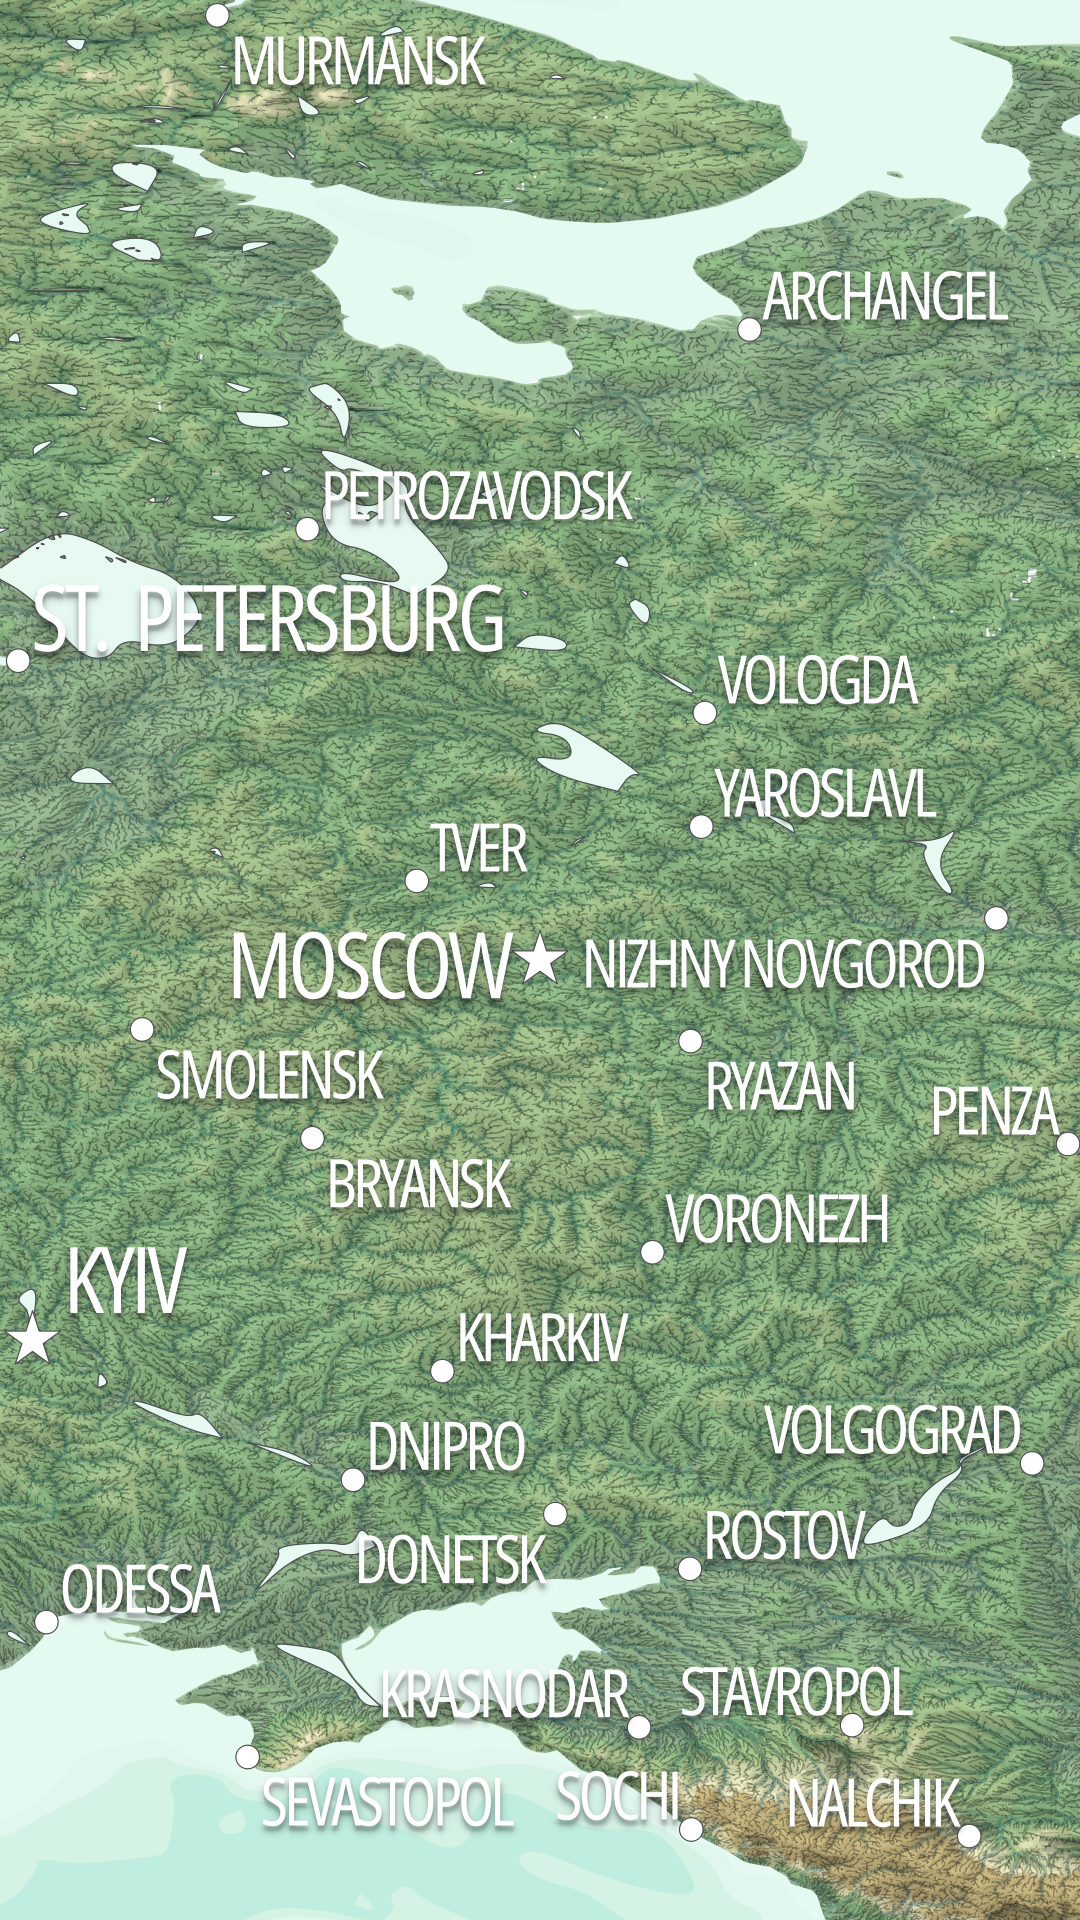 MURMANSK
ARCHANGEL
PETROZAVODSK
ST. PETERSBURG
VOLOGDA
YAROSLAVL
TVER
MOSCOW
NIZHNY NOVGOROD
SMOLENSK
RYAZAN
PENZA
BRYANSK
VORONEZH
KYIV
KHARKIV
VOLGOGRAD
DNIPRO
ROSTOV
DONETSK
ODESSA
KRASNODAR
STAVROPOL
SEVASTOPOL
SOCHI
NALCHIK